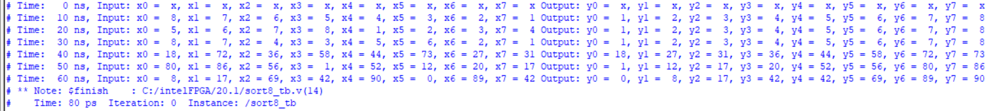 # Time:   0 ns, Input: x0 =  x, x1 =  x, x2 =  x, x3 =  x, x4 =  x, x5 =  x, x6 =  x, x7 =  x Output: y0 =  x, y1 =  x, y2 =  x, y3 =  x, y4 =  x, y5 =  x, y6 =  x, y7 =  x
# Time:  10 ns, Input: x0 =  8, x1 =  7, x2 =  6, x3 =  5, x4 =  4, x5 =  3, x6 =  2, x7 =  1 Output: y0 =  1, y1 =  2, y2 =  3, y3 =  4, y4 =  5, y5 =  6, y6 =  7, y7 =  8
# Time:  20 ns, Input: x0 =  5, x1 =  6, x2 =  7, x3 =  8, x4 =  1, x5 =  2, x6 =  3, x7 =  4 Output: y0 =  1, y1 =  2, y2 =  3, y3 =  4, y4 =  5, y5 =  6, y6 =  7, y7 =  8
# Time:  30 ns, Input: x0 =  8, x1 =  7, x2 =  4, x3 =  3, x4 =  5, x5 =  6, x6 =  2, x7 =  1 Output: y0 =  1, y1 =  2, y2 =  3, y3 =  4, y4 =  5, y5 =  6, y6 =  7, y7 =  8
# Time:  40 ns, Input: x0 = 18, x1 = 72, x2 = 36, x3 = 58, x4 = 44, x5 = 73, x6 = 27, x7 = 31 Output: y0 = 18, y1 = 27, y2 = 31, y3 = 36, y4 = 44, y5 = 58, y6 = 72, y7 = 73
# Time:  50 ns, Input: x0 = 80, x1 = 86, x2 = 56, x3 =  1, x4 = 52, x5 = 12, x6 = 20, x7 = 17 Output: y0 =  1, y1 = 12, y2 = 17, y3 = 20, y4 = 52, y5 = 56, y6 = 80, y7 = 86
# Time:  60 ns, Input: x0 =  8, x1 = 17, x2 = 69, x3 = 42, x4 = 90, x5 =  0, x6 = 89, x7 = 42 Output: y0 =  0, y1 =  8, y2 = 17, y3 = 42, y4 = 42, y5 = 69, y6 = 89, y7 = 90
# ** Note: $finish    : C:/intelFPGA/20.1/sort8_tb.v(14)
#    Time: 80 ps  Iteration: 0  Instance: /sort8_tb